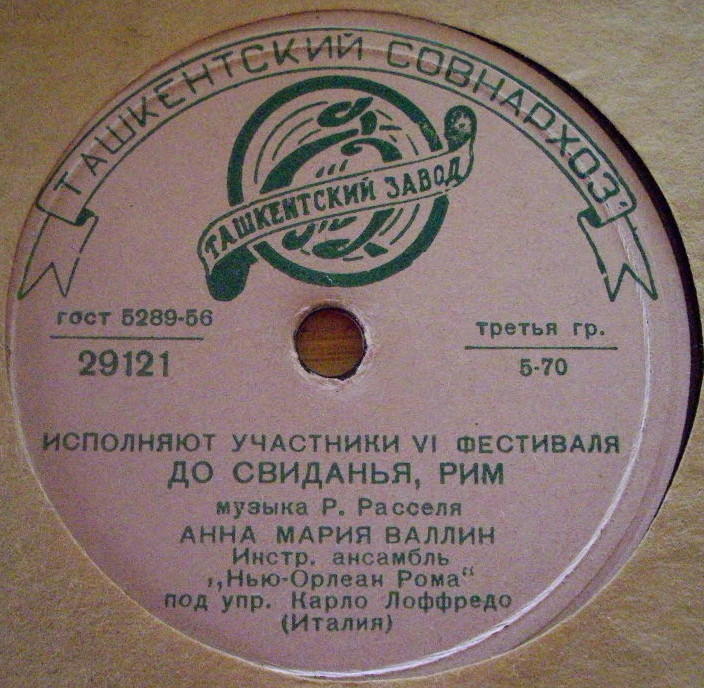 ТАШКЕНТСКИЙ СОВНАРХОЗ
ТАШКЕНТСКИЙ ЗАВОД
гост 5289-56
29121
третья гр.
5-70
ИСПОЛНЯЮТ УЧАСТНИКИ VI ФЕСТИВАЛЯ
ДО СВИДАНЬЯ, РИМ
музыка Р. Расселя
АННА МАРИЯ ВАЛЛИН
Инстр. ансамбль
„Нью-Орлеан Рома“
под упр. Карло Лоффредо
(Италия)